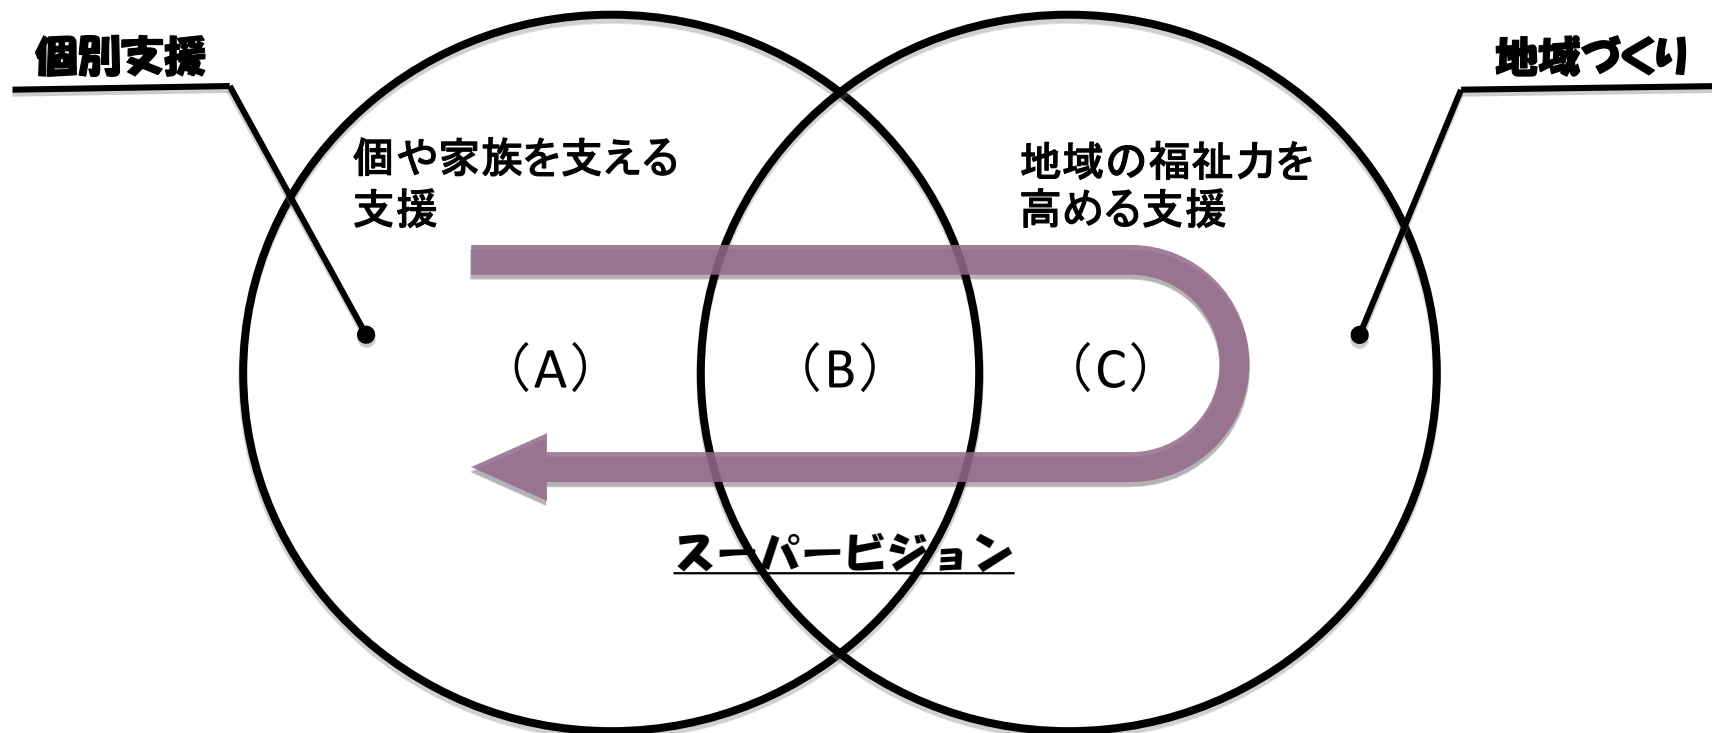 個別支援
地域づくり
個や家族を支える
支援
地域の福祉力を
高める支援
（A）
（B）
（C）
スーパービジョン